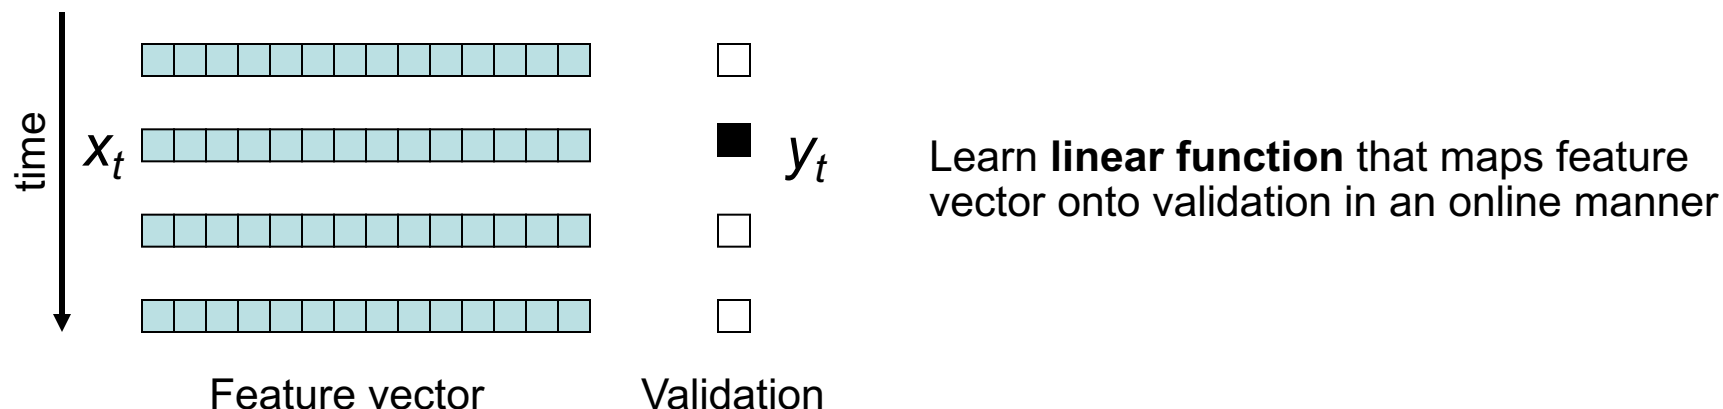 time
x_t
y_t
Learn linear function that maps feature
vector onto validation in an online manner
Feature vector
Validation